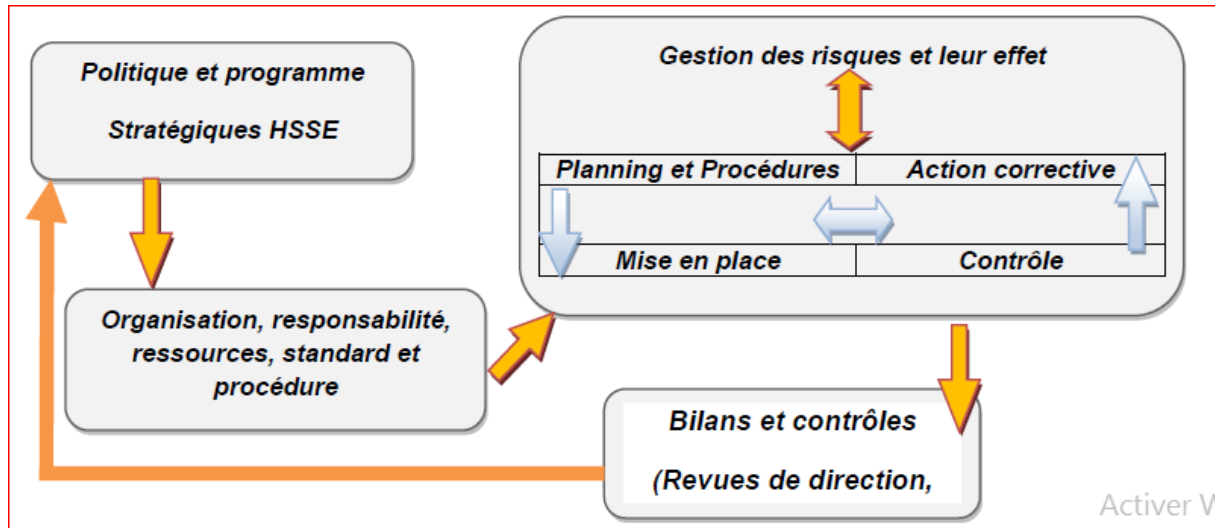 Politique et programme
Stratégiques HSSE
Organisation, responsabilité,
ressources, standard et
procédure
Gestion des risques et leur effet
Planning et Procédures
Action corrective
Mise en place
Contrôle
Bilans et contrôles
(Revues de direction,
Activer